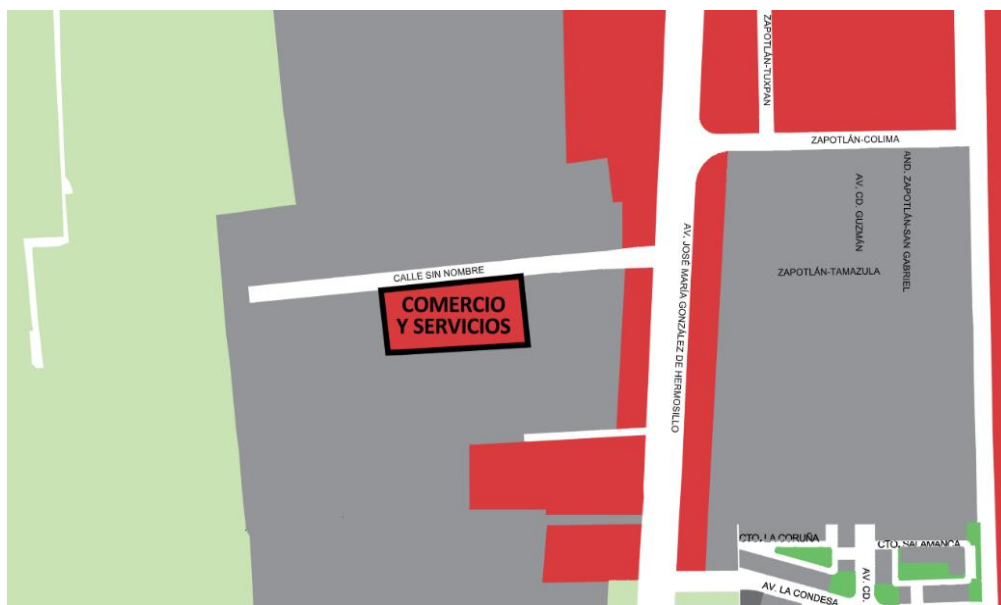 ZAPOTLÁN-TUXPAN
ZAPOTLÁN-COLIMA
AND. ZAPOTLÁN-SAN GABRIEL
AV. CD. GUZMÁN
ZAPOTLÁN-TAMAZULA
AV. JOSÉ MARÍA GONZÁLEZ DE HERMOSILLO
CALLE SIN NOMBRE
COMERCIO
Y SERVICIOS
CTO. LA CORUÑA
CTO. SALAMANCA
AV. LA CONDESA
AV. CD.